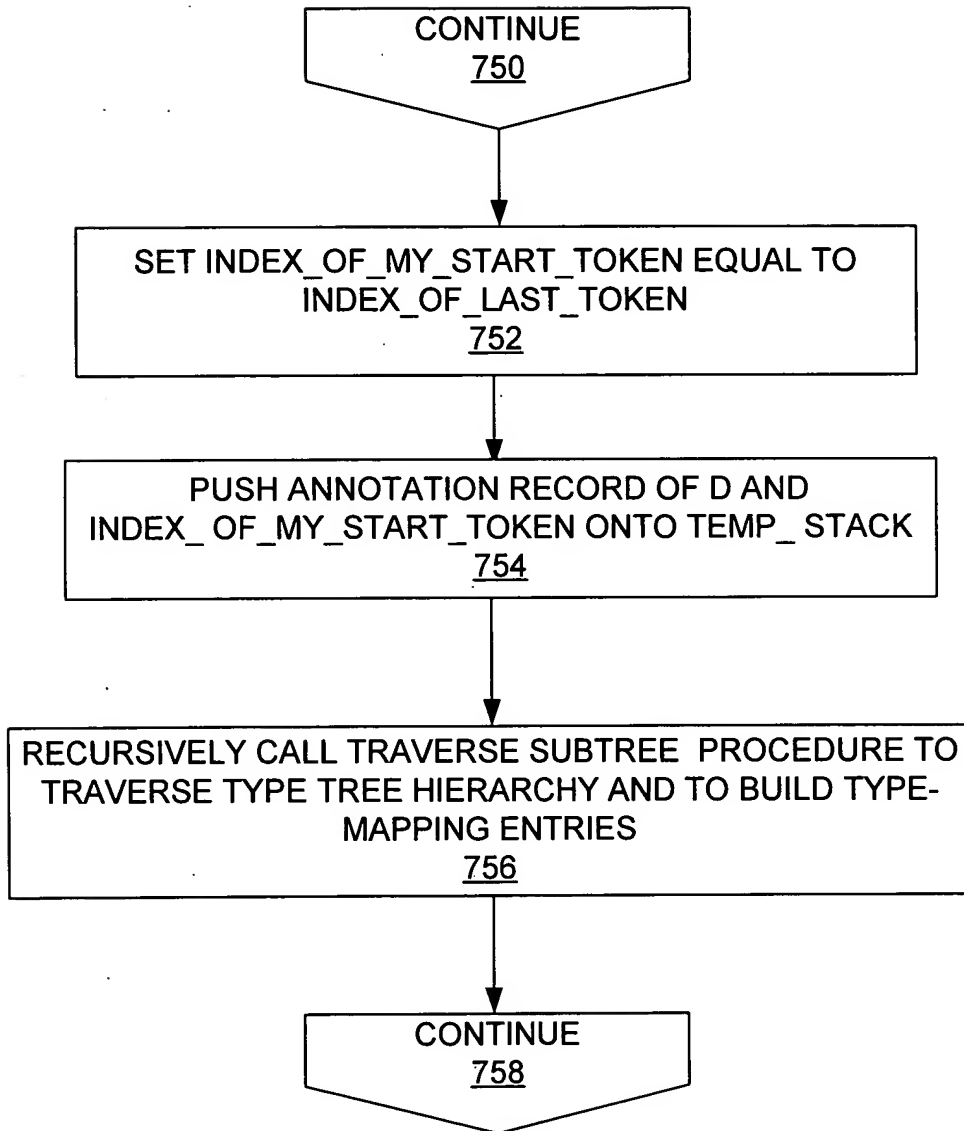 CONTINUE
750
SET INDEX_OF_MY_START_TOKEN EQUAL TO
INDEX_OF_LAST_TOKEN
752
PUSH ANNOTATION RECORD OF D AND
INDEX_ OF_MY_START_TOKEN ONTO TEMP_ STACK
754
RECURSIVELY CALL TRAVERSE SUBTREE PROCEDURE TO
TRAVERSE TYPE TREE HIERARCHY AND TO BUILD TYPE-
MAPPING ENTRIES
756
CONTINUE
758